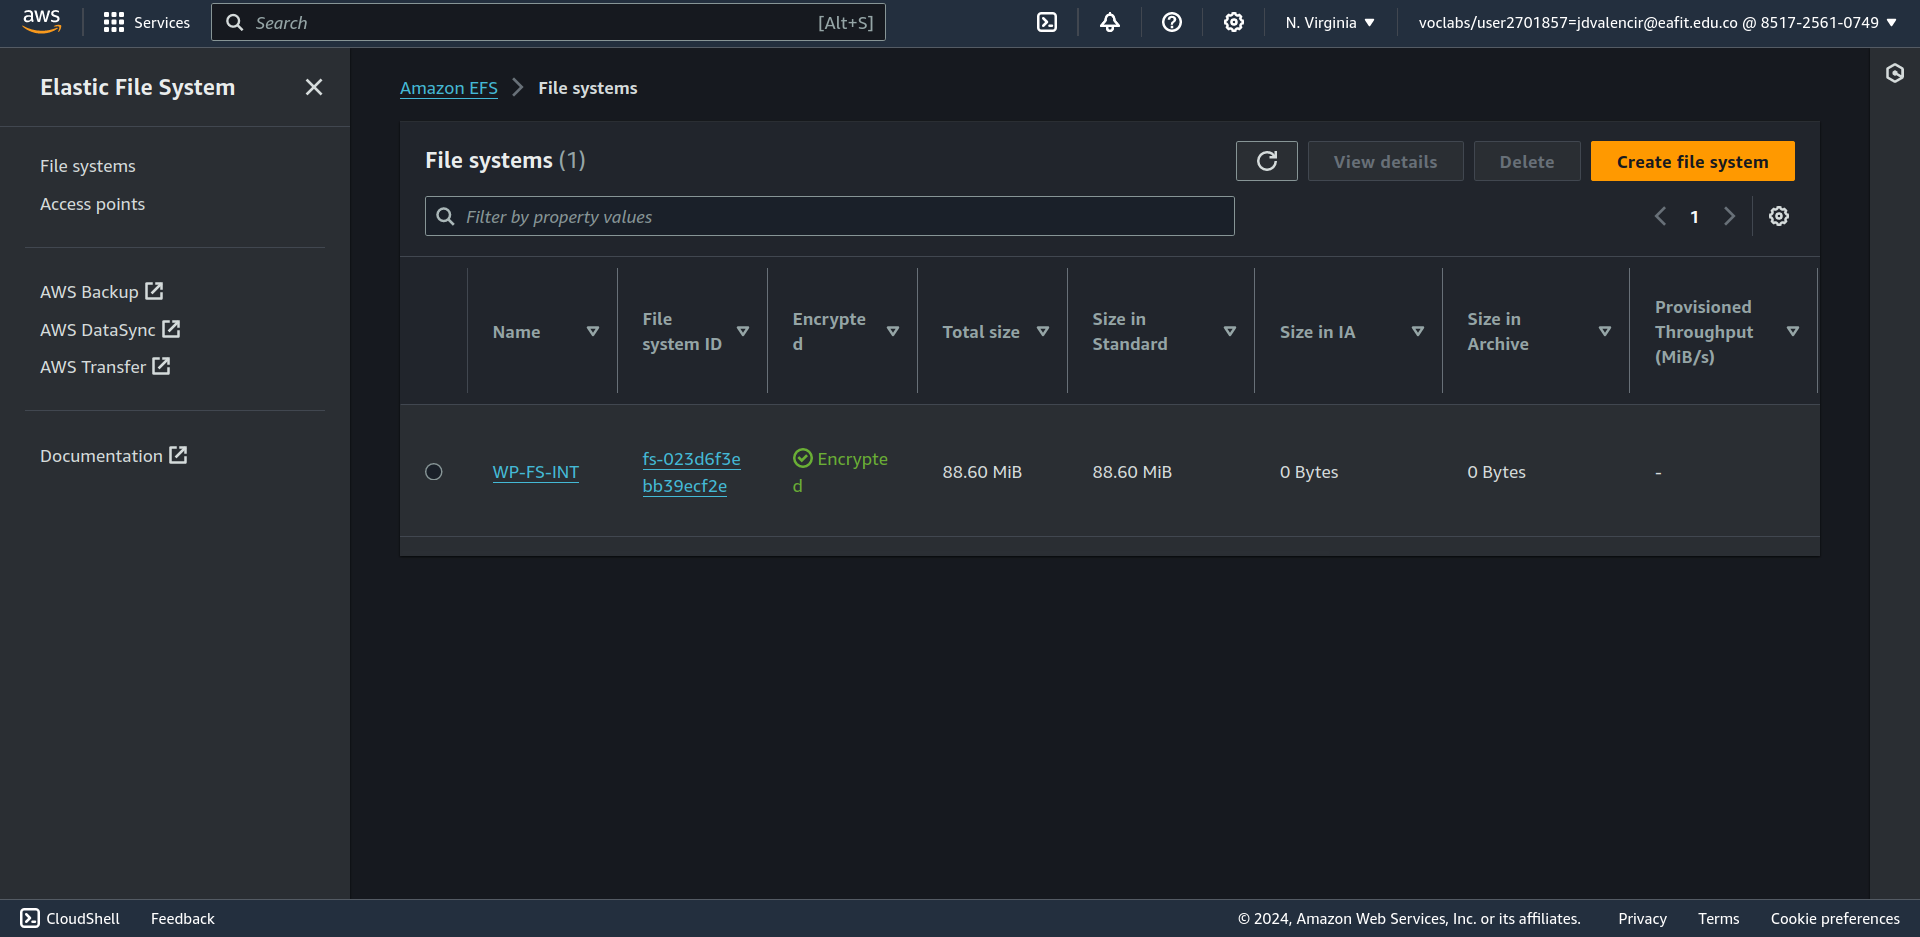 aws
Services
Search
[Alt+S]
N. Virginia
voclabs/user2701857=jdvalencir@eafit.edu.co @ 8517-2561-0749
Elastic File System
File systems
Access points
AWS Backup
AWS DataSync
AWS Transfer
Documentation
Amazon EFS
File systems
File systems (1)
View details
Delete
Create file system
Filter by property values
1
Name
File
system ID
Encrypte
d
Total size
Size in
Standard
Size in IA
Size in
Archive
Provisioned
Throughput
(MiB/s)
WP-FS-INT
fs-023d6f3e
bb39ecf2e
Encrypte
d
88.60 MiB
88.60 MiB
0 Bytes
0 Bytes
-
CloudShell
Feedback
© 2024, Amazon Web Services, Inc. or its affiliates.
Privacy
Terms
Cookie preferences